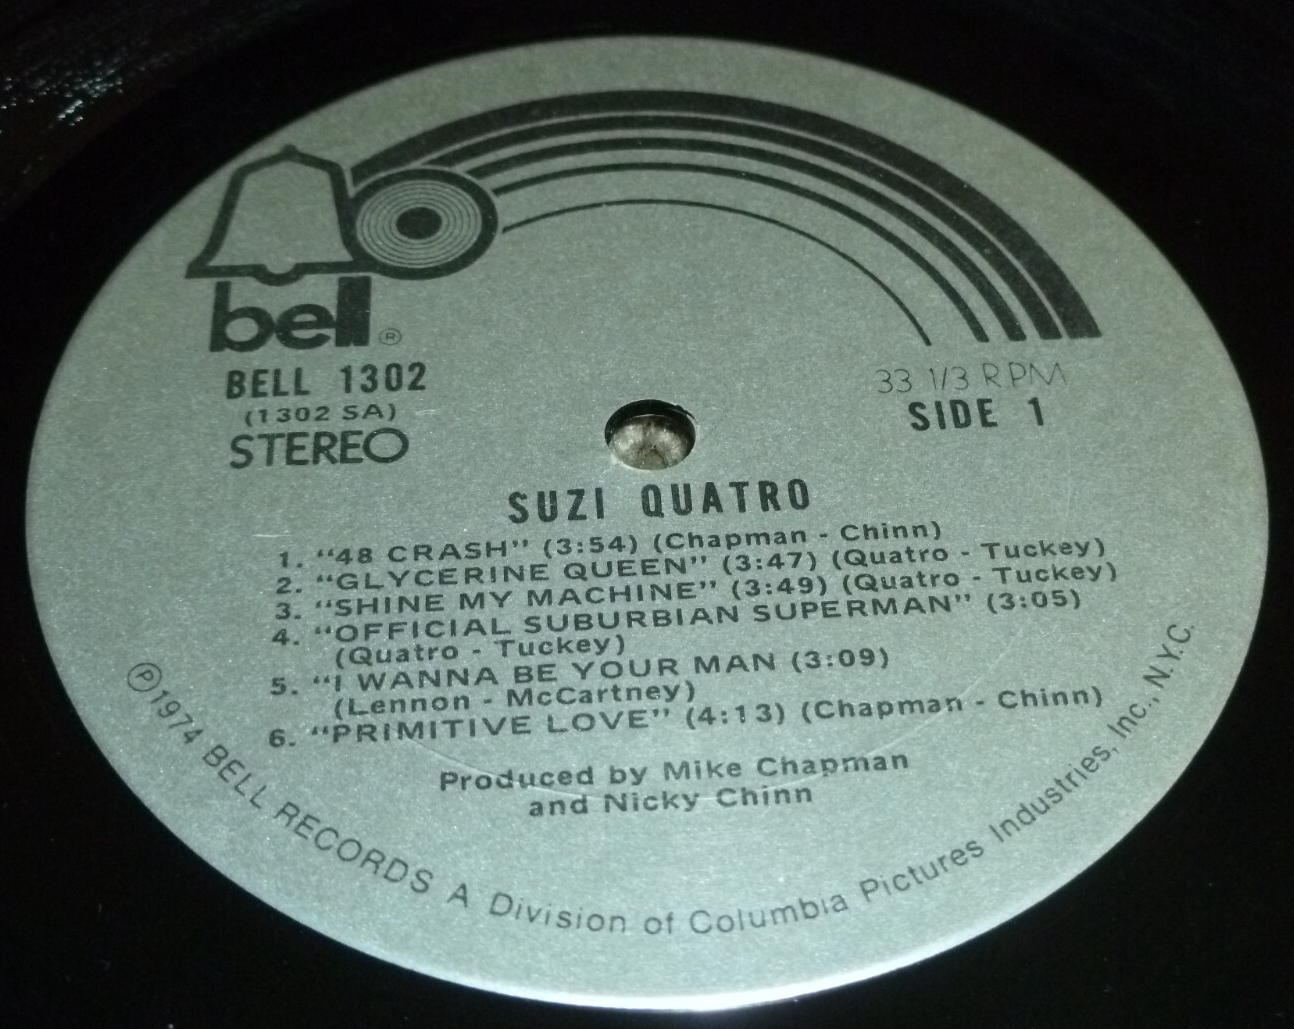 bell®
BELL 1302
(1302 SA)
STEREO
33 1/3 RPM
SIDE 1
SUZI QUATRO
1. “48 CRASH” (3:54) (Chapman - Chinn)
2. “GLYCERINE QUEEN” (3:47) (Quatro - Tuckey)
3. “SHINE MY MACHINE” (3:49) (Quatro - Tuckey)
4. “OFFICIAL SUBURBIAN SUPERMAN” (3:05)
(Quatro - Tuckey)
5. “I WANNA BE YOUR MAN (3:09)
(Lennon - McCartney)
6. “PRIMITIVE LOVE” (4:13) (Chapman - Chinn)
Produced by Mike Chapman
and Nicky Chinn
℗1974 BELL RECORDS A Division of Columbia Pictures Industries, Inc., N.Y.C.